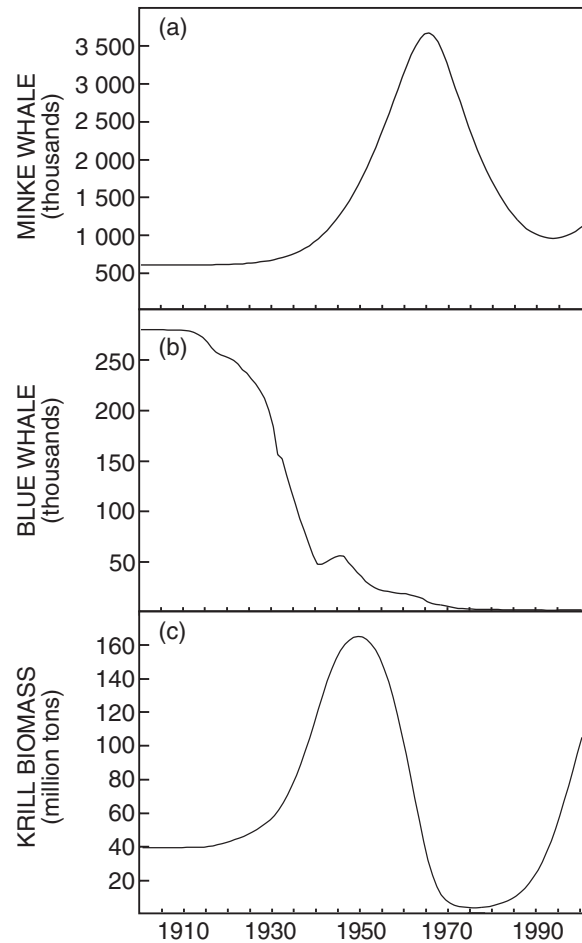 (a)
3 500
3 000
2 500
2 000
1 500
1 000
500
MINKE WHALE
(thousands)
(b)
250
200
150
100
50
BLUE WHALE
(thousands)
(c)
160
140
120
100
80
60
40
20
KRILL BIOMASS
(million tons)
1910 1930 1950 1970 1990